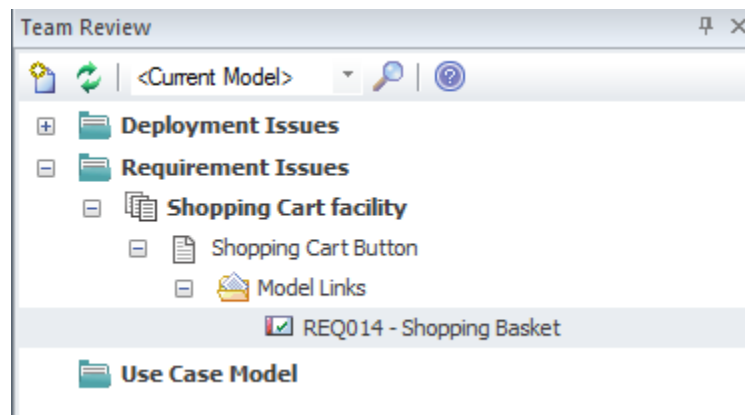 Team Review
<Current Model>
Deployment Issues
Requirement Issues
Shopping Cart facility
Shopping Cart Button
Model Links
REQ014 - Shopping Basket
Use Case Model